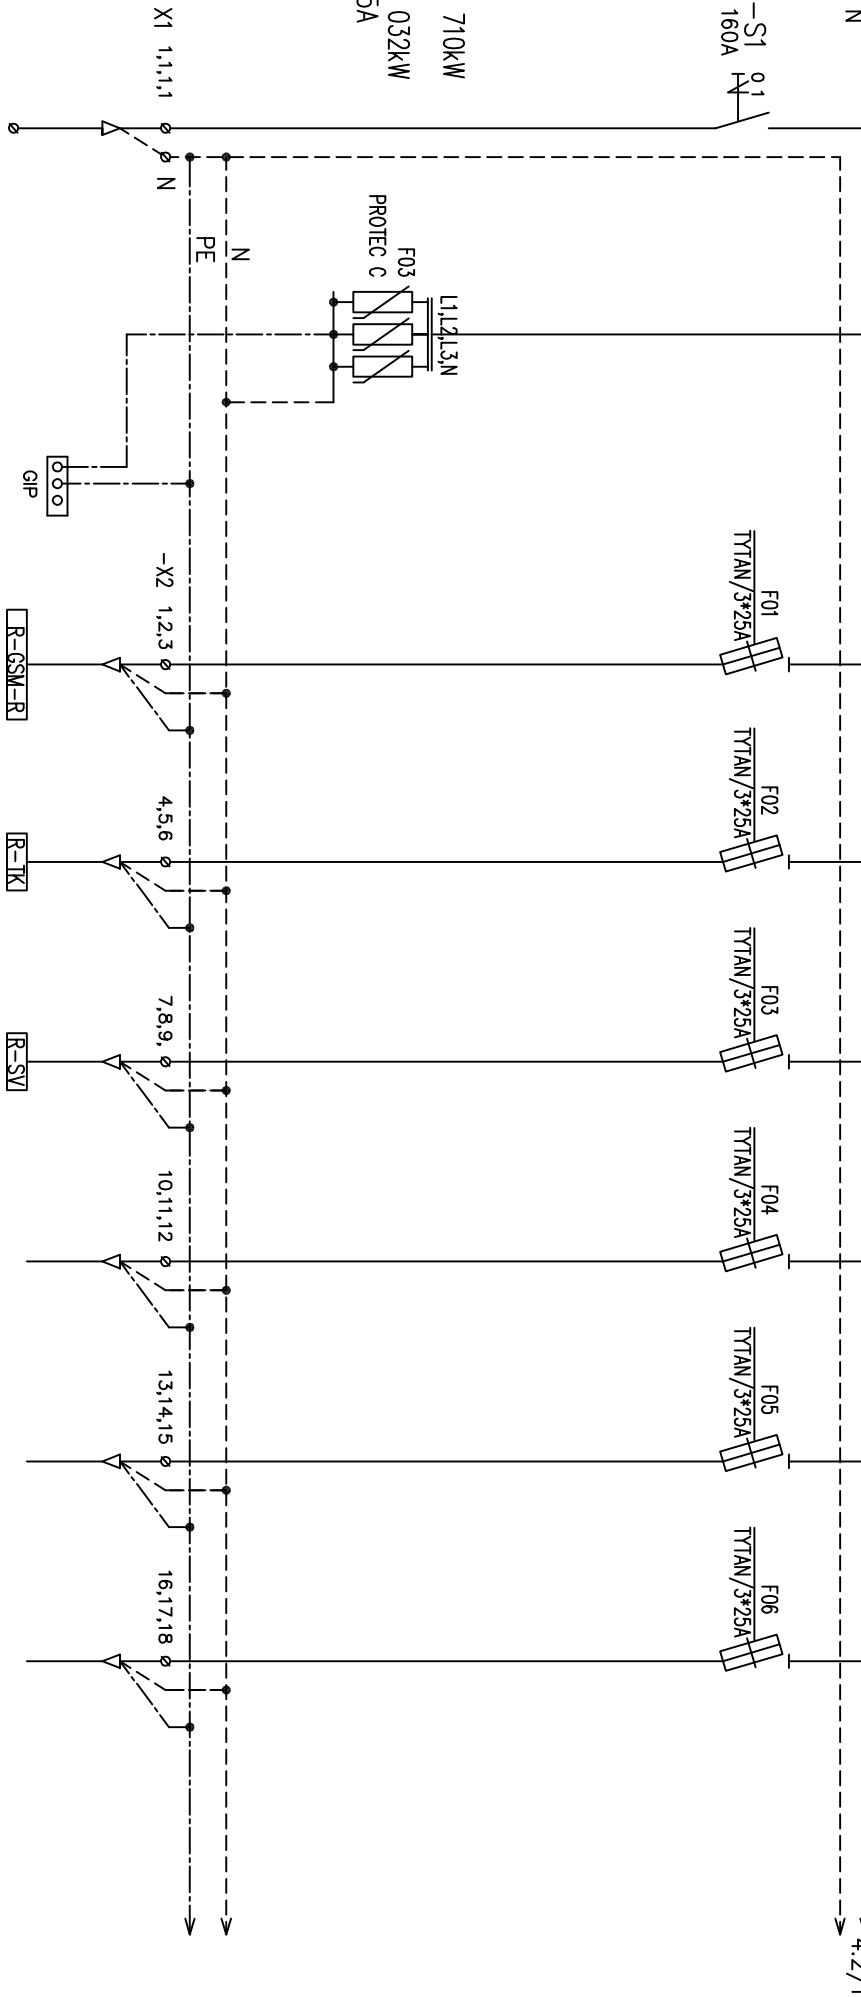 N
-S1 0 1
160A
710kW
032kW
5A
X1 1,1,1,1
N
PE
N
F03
PROTEC C
L1,L2,L3,N
GIP
F01
TYTAN/3*25A
F02
TYTAN/3*25A
F03
TYTAN/3*25A
F04
TYTAN/3*25A
F05
TYTAN/3*25A
F06
TYTAN/3*25A
-X2 1,2,3
4,5,6
7,8,9,
10,11,12
13,14,15
16,17,18
R-GSM-R
R-TK
R-SV